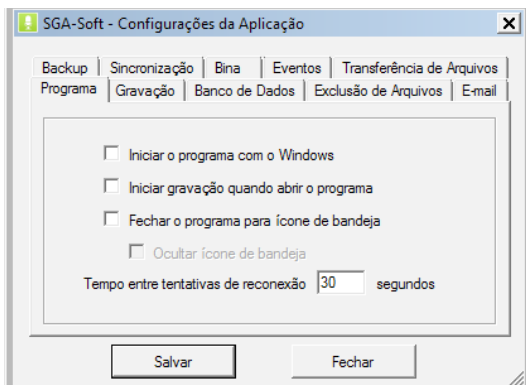 SGA-Soft - Configurações da Aplicação
Backup Sincronização Bina Eventos Transferência de Arquivos
Programa Gravação Banco de Dados Exclusão de Arquivos E-mail
Iniciar o programa com o Windows
Iniciar gravação quando abrir o programa
Fechar o programa para ícone de bandeja
Ocultar ícone de bandeja
Tempo entre tentativas de reconexão 30 segundos
Salvar Fechar